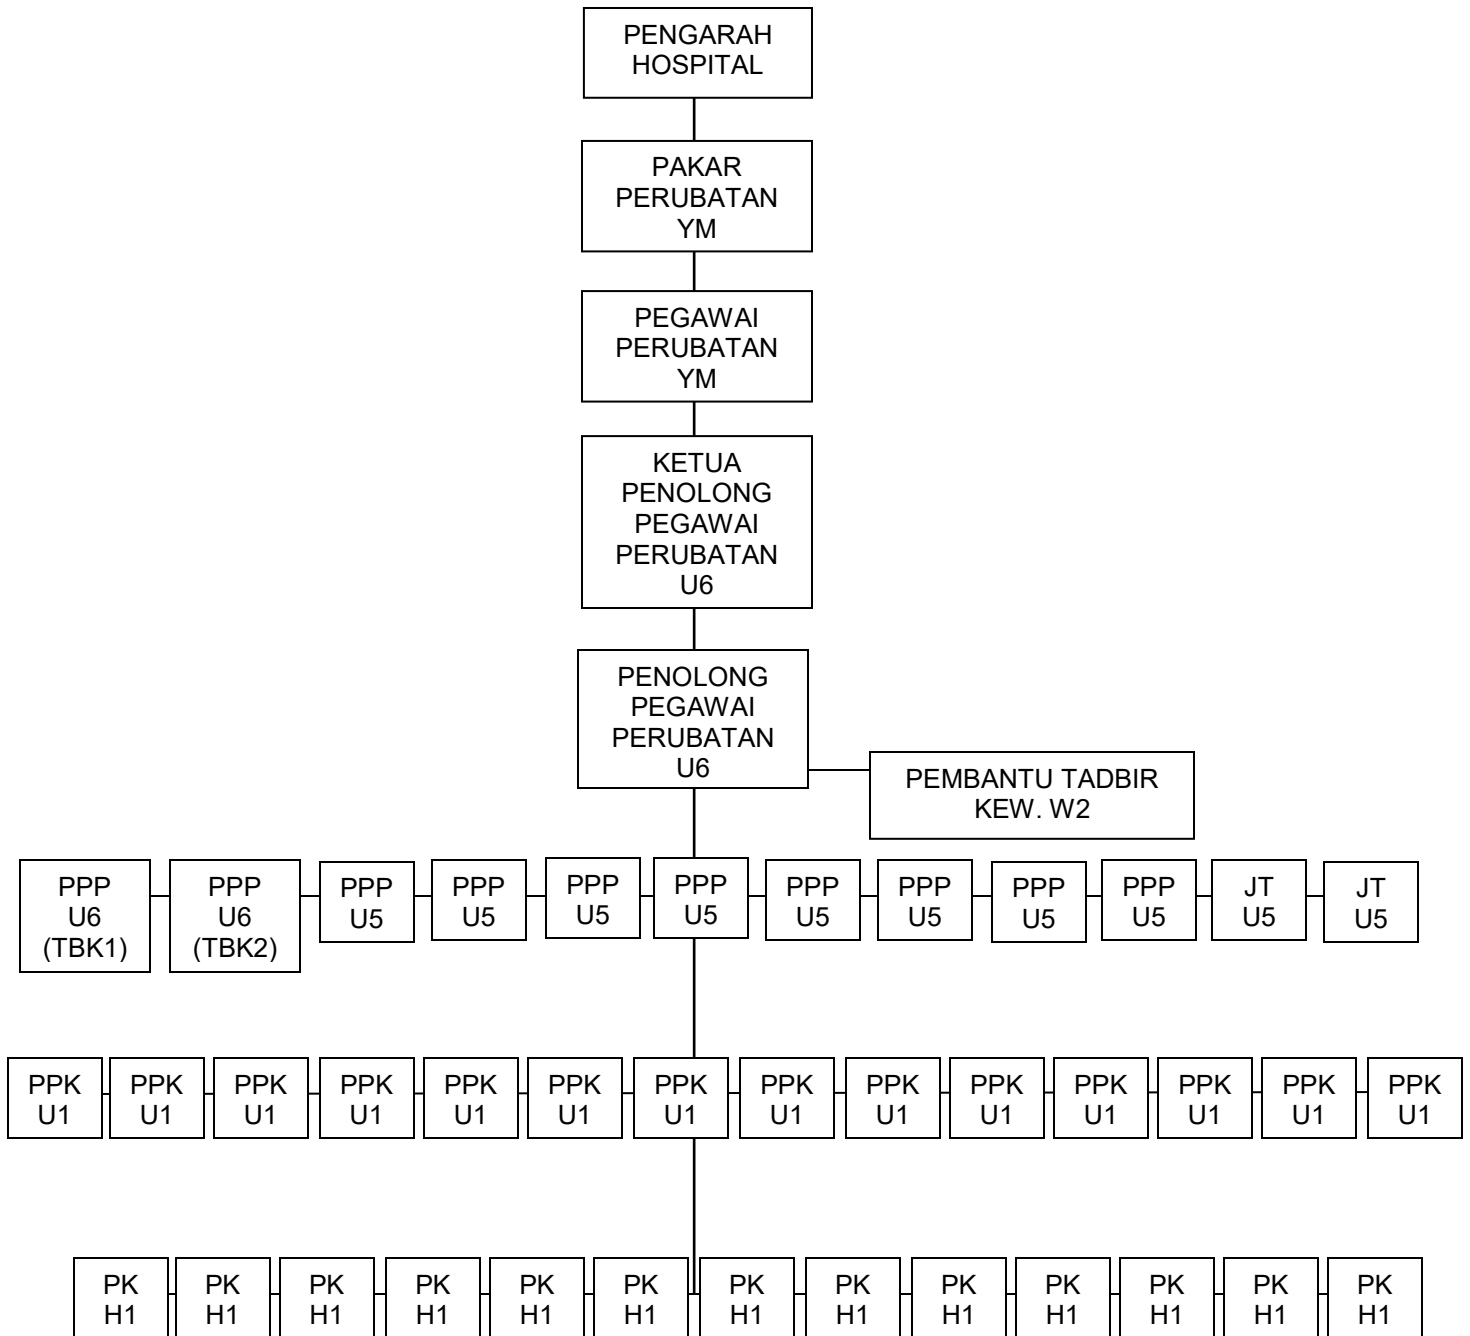 PENGARAH
HOSPITAL
PAKAR
PERUBATAN
YM
PEGAWAI
PERUBATAN
YM
KETUA
PENOLONG
PEGAWAI
PERUBATAN
U6
PENOLONG
PEGAWAI
PERUBATAN
U6
PEMBANTU TADBIR
KEW. W2
PPP
U6
(TBK1)
PPP
U6
(TBK2)
PPP
U5
PPP
U5
PPP
U5
PPP
U5
PPP
U5
PPP
U5
PPP
U5
PPP
U5
JT
U5
JT
U5
PPK
U1
PPK
U1
PPK
U1
PPK
U1
PPK
U1
PPK
U1
PPK
U1
PPK
U1
PPK
U1
PPK
U1
PPK
U1
PPK
U1
PPK
U1
PPK
U1
PK
H1
PK
H1
PK
H1
PK
H1
PK
H1
PK
H1
PK
H1
PK
H1
PK
H1
PK
H1
PK
H1
PK
H1
PK
H1